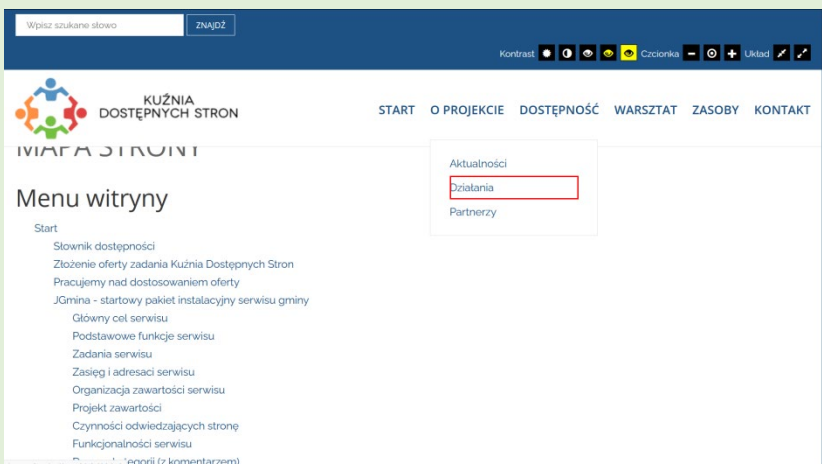 Wpisz szukane słowo ZNAJDŹ
Kontrast Czcionka Układ
KUŹNIA
DOSTĘPNYCH STRON
START O PROJEKCIE DOSTĘPNOŚĆ WARSZTAT ZASOBY KONTAKT
MAPA STRONY
Aktualności
Działania
Partnerzy
Menu witryny
Start
Słownik dostępności
Złożenie oferty zadania Kuźnia Dostępnych Stron
Pracujemy nad dostosowaniem oferty
JGmina - startowy pakiet instalacyjny serwisu gminy
Główny cel serwisu
Podstawowe funkcje serwisu
Zadania serwisu
Zasięg i adresaci serwisu
Organizacja zawartości serwisu
Projekt zawartości
Czynności odwiedzających stronę
Funkcjonalności serwisu
(z komentarzem)